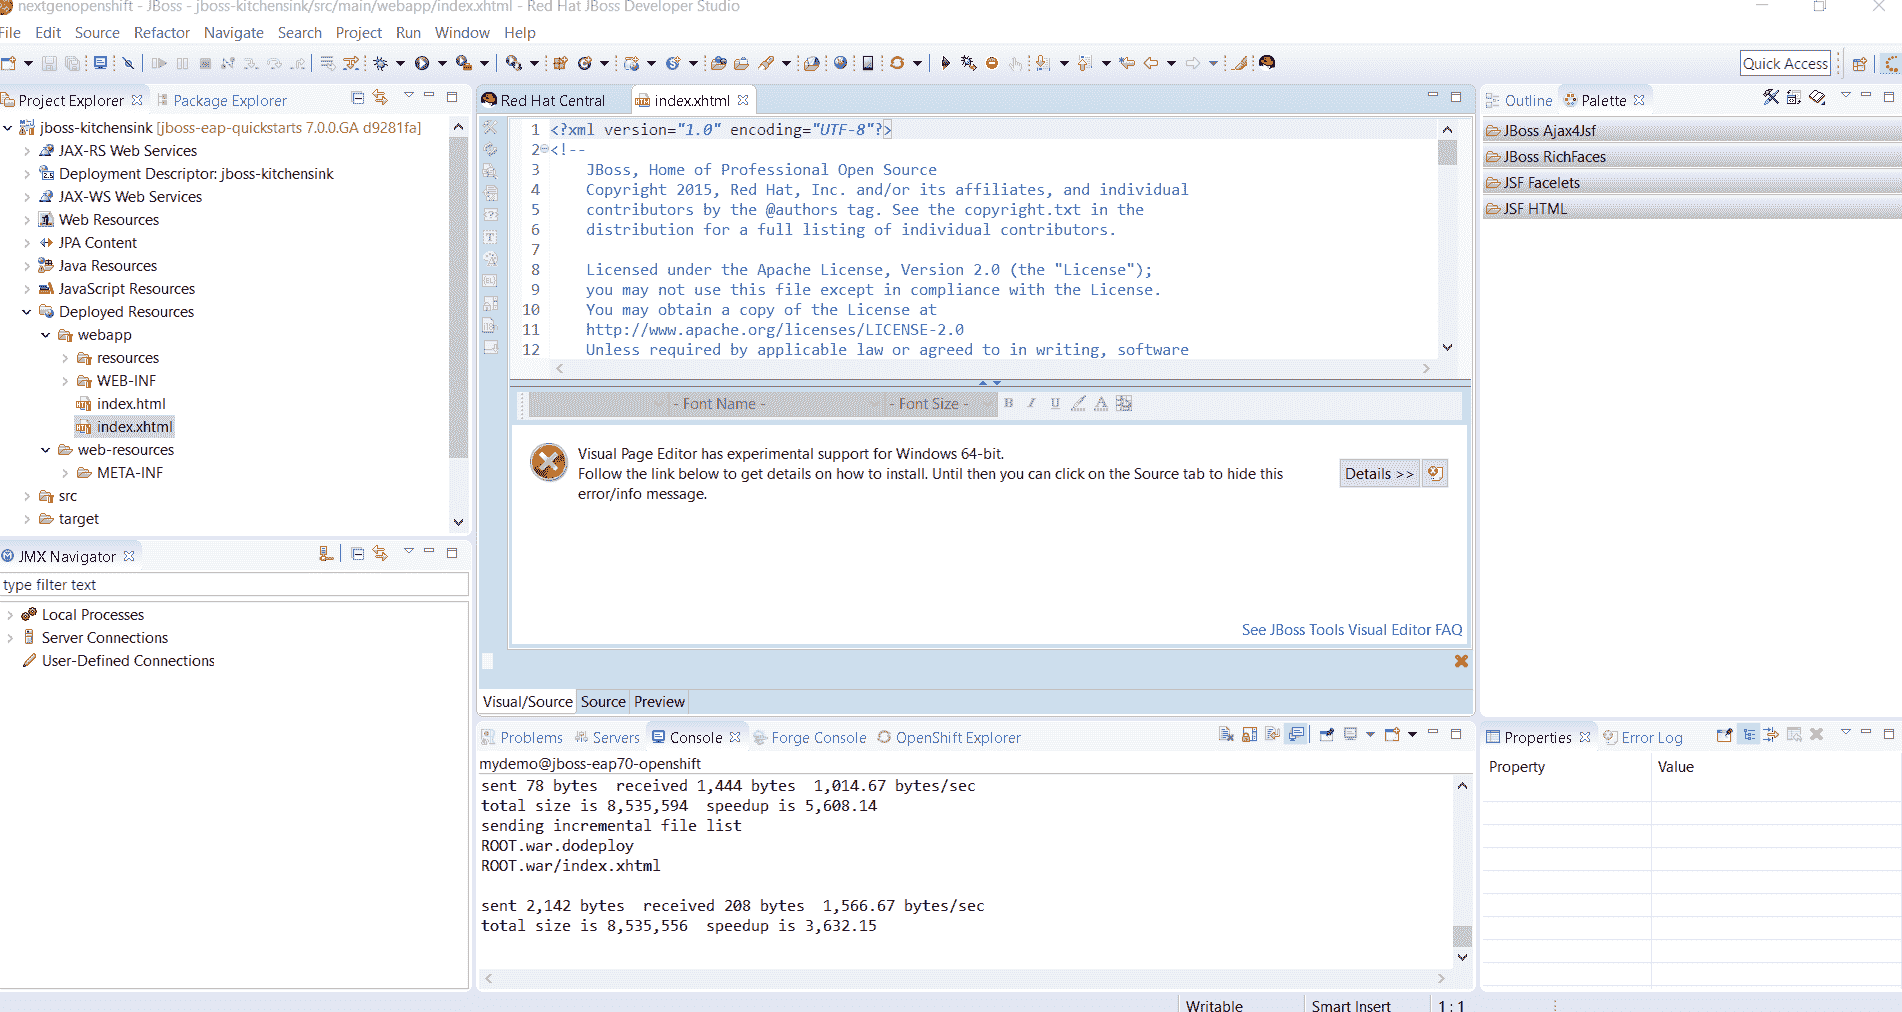 nextgenopenshift - JBoss - jboss-kitchensink/src/main/webapp/index.xhtml - Red Hat JBoss Developer Studio
File Edit Source Refactor Navigate Search Project Run Window Help
Quick Access
Project Explorer
Package Explorer
jboss-kitchensink [jboss-eap-quickstarts 7.0.0.GA d9281fa]
JAX-RS Web Services
Deployment Descriptor: jboss-kitchensink
JAX-WS Web Services
Web Resources
JPA Content
Java Resources
JavaScript Resources
Deployed Resources
webapp
resources
WEB-INF
index.html
index.xhtml
web-resources
META-INF
src
target
JMX Navigator
type filter text
Local Processes
Server Connections
User-Defined Connections
Red Hat Central
index.xhtml
1 <?xml version="1.0" encoding="UTF-8"?>
2 <!--
3 JBoss, Home of Professional Open Source
4 Copyright 2015, Red Hat, Inc. and/or its affiliates, and individual
5 contributors by the @authors tag. See the copyright.txt in the
6 distribution for a full listing of individual contributors.
7
8 Licensed under the Apache License, Version 2.0 (the "License");
9 you may not use this file except in compliance with the License.
10 You may obtain a copy of the License at
11 http://www.apache.org/licenses/LICENSE-2.0
12 Unless required by applicable law or agreed to in writing, software
- Font Name - - Font Size - B I U A
Visual Page Editor has experimental support for Windows 64-bit.
Follow the link below to get details on how to install. Until then you can click on the Source tab to hide this
error/info message.
Details >>
See JBoss Tools Visual Editor FAQ
Visual/Source Source Preview
Outline Palette
JBoss Ajax4Jsf
JBoss RichFaces
JSF Facelets
JSF HTML
Problems Servers Console Forge Console OpenShift Explorer
mydemo@jboss-eap70-openshift
sent 78 bytes  received 1,444 bytes  1,014.67 bytes/sec
total size is 8,535,594  speedup is 5,608.14
sending incremental file list
ROOT.war.dodeploy
ROOT.war/index.xhtml
sent 2,142 bytes  received 208 bytes  1,566.67 bytes/sec
total size is 8,535,556  speedup is 3,632.15
Properties Error Log
Property Value
Writable Smart Insert 1 : 1